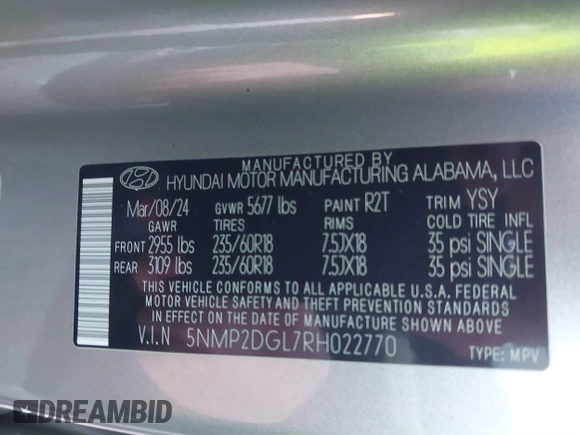 MANUFACTURED BY
HYUNDAI MOTOR MANUFACTURING ALABAMA, LLC
Mar/08/24 GVWR 5677 lbs PAINT R2T TRIM YSY
GAWR TIRES RIMS COLD TIRE INFL
FRONT 2955 lbs 235/60R18 7.5JX18 35 psi SINGLE
REAR 3109 lbs 235/60R18 7.5JX18 35 psi SINGLE
THIS VEHICLE CONFORMS TO ALL APPLICABLE U.S.A. FEDERAL
MOTOR VEHICLE SAFETY AND THEFT PREVENTION STANDARDS
IN EFFECT ON THE DATE OF MANUFACTURE SHOWN ABOVE.
V.I.N 5NMP2DGL7RH022770
TYPE: MPV
DREAMBID